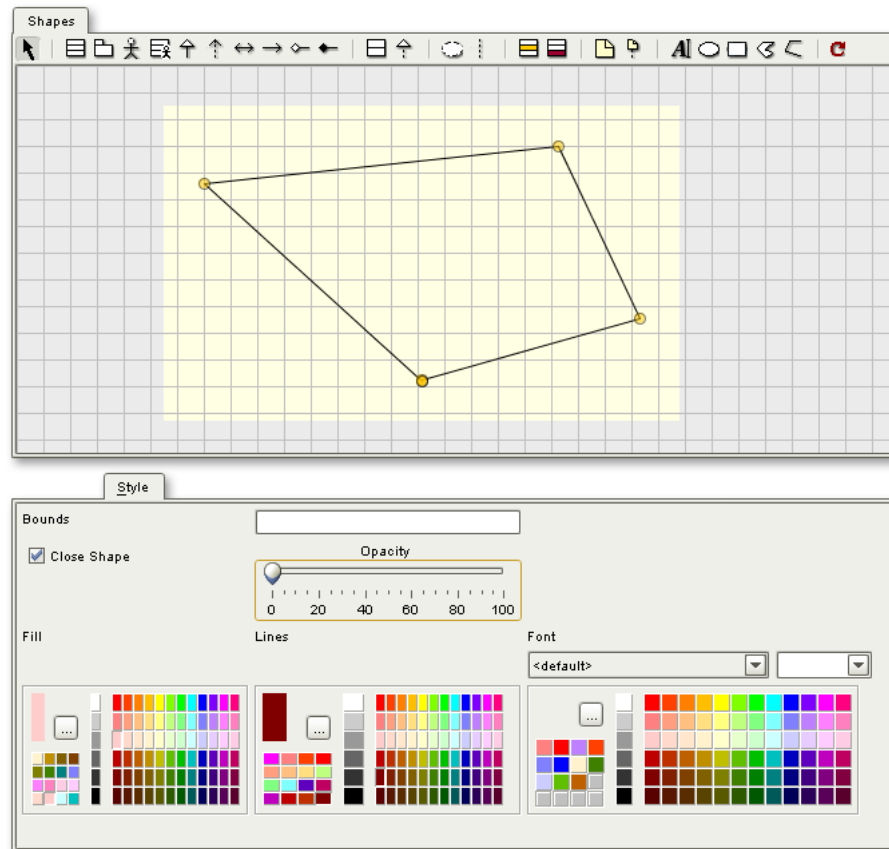 Shapes
A
C
Style
Bounds
Close Shape
Opacity
0 20 40 60 80 100
Fill
Lines
Font
<default>
...
...
...